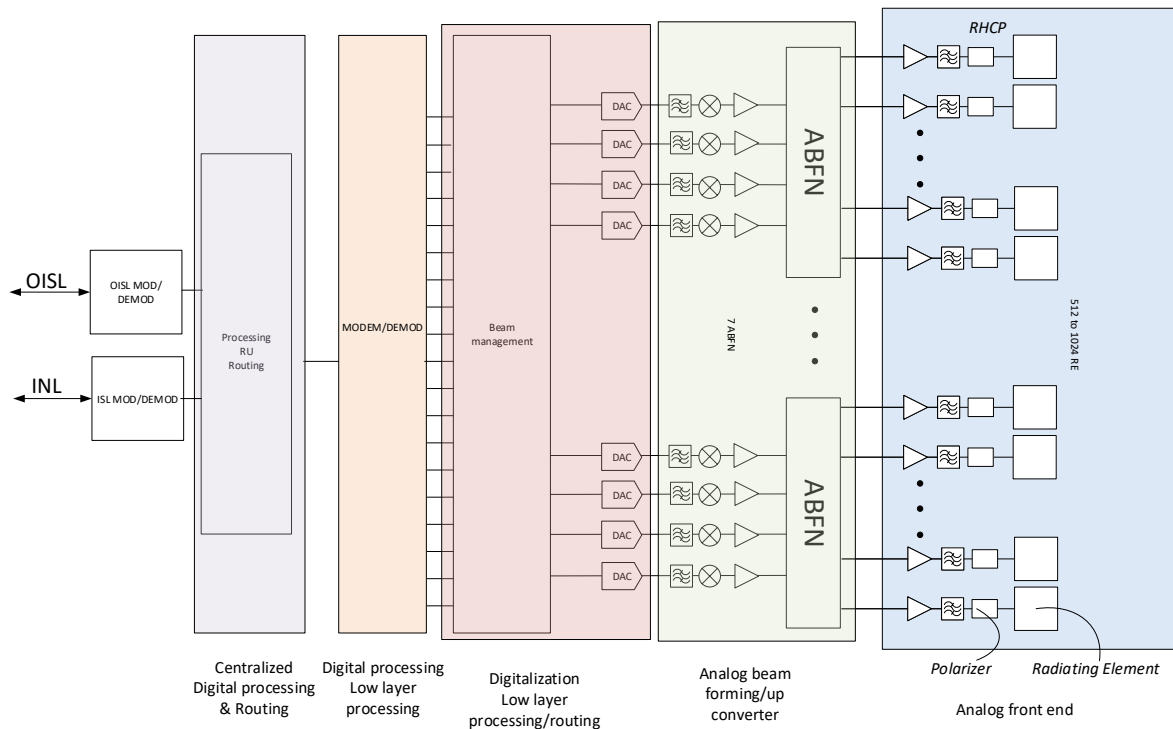 RHCP
DAC
DAC
DAC
DAC
ABFN
OISL
OISL MOD/
DEMOD
INL
ISL MOD/DEMOD
Processing
RU
Routing
MODEM/DEMOD
Beam
management
7 ABFN
512 to 1024 RE
DAC
DAC
DAC
DAC
ABFN
Polarizer
Radiating Element
Centralized
Digital processing
& Routing
Digital processing
Low layer
processing
Digitalization
Low layer
processing/routing
Analog beam
forming/up
converter
Analog front end